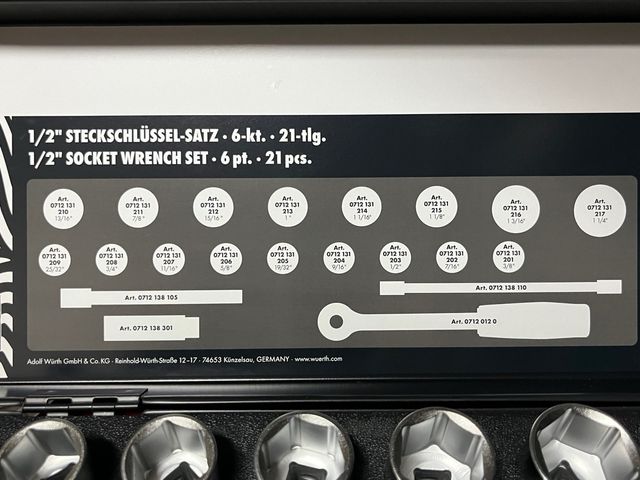 1/2" STECKSCHLÜSSEL-SATZ · 6-kt. · 21-tlg.
1/2" SOCKET WRENCH SET · 6 pt. · 21 pcs.
Art. 0712 131 210 13/16"
Art. 0712 131 211 7/8"
Art. 0712 131 212 15/16"
Art. 0712 131 213 1"
Art. 0712 131 214 1 1/16"
Art. 0712 131 215 1 1/8"
Art. 0712 131 216 1 3/16"
Art. 0712 131 217 1 1/4"
Art. 0712 131 209 25/32"
Art. 0712 131 208 3/4"
Art. 0712 131 207 11/16"
Art. 0712 131 206 5/8"
Art. 0712 131 205 19/32"
Art. 0712 131 204 9/16"
Art. 0712 131 203 1/2"
Art. 0712 131 202 7/16"
Art. 0712 131 201 3/8"
Art. 0712 138 105
Art. 0712 138 110
Art. 0712 138 301
Art. 0712 012 0
Adolf Würth GmbH & Co. KG · Reinhold-Würth-Straße 12–17 · 74653 Künzelsau, GERMANY · www.wuerth.com